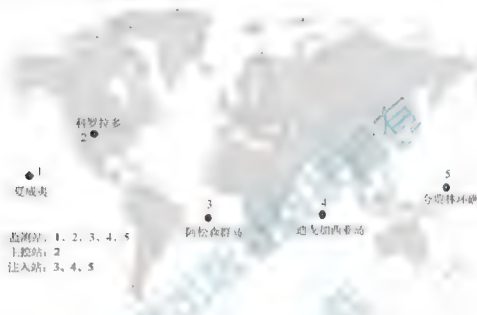 科罗拉多
2
1
夏威夷
3
阿松森群岛
4
迪戈加西亚岛
5
夸贾林环礁
监测站：1、2、3、4、5
主控站：2
注入站：3、4、5